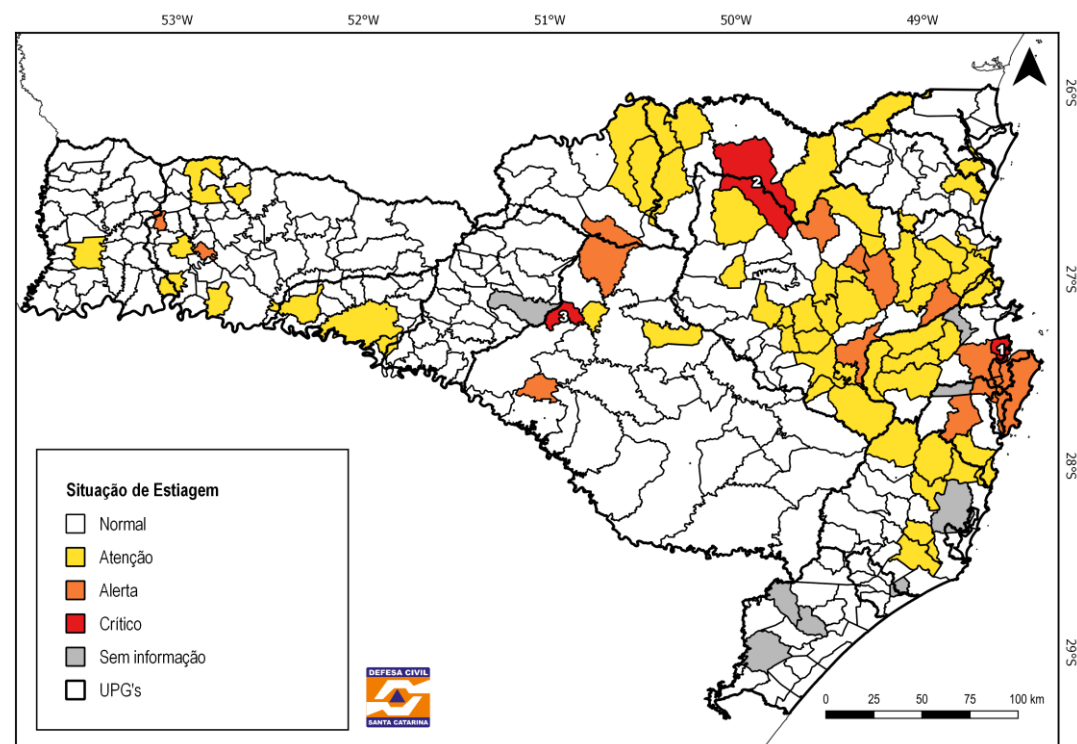 53°W 52°W 51°W 50°W 49°W
26°S
27°S
28°S
29°S
2
3
1
Situação de Estiagem
Normal
Atenção
Alerta
Crítico
Sem informação
UPG's
DEFESA CIVIL
SANTA CATARINA
0 25 50 75 100 km